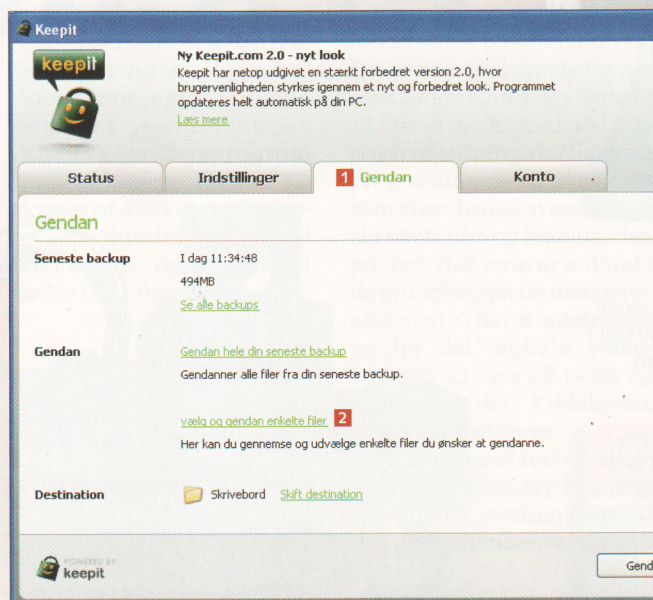 Keepit
keepit
Ny Keepit.com 2.0 - nyt look
Keepit har netop udgivet en stærkt forbedret version 2.0, hvor
brugervenligheden styrkes igennem et nyt og forbedret look. Programmet
opdateres helt automatisk på din PC.
Læs mere
Status
Indstillinger
1 Gendan
Konto
Gendan
Seneste backup
I dag 11:34:48
494MB
Se alle backups
Gendan
Gendan hele din seneste backup
Gendanner alle filer fra din seneste backup.
vælg og gendan enkelte filer 2
Her kan du gennemse og udvælge enkelte filer du ønsker at gendanne.
Destination
Skrivebord Skift destination
POWERED BY
keepit
Gend